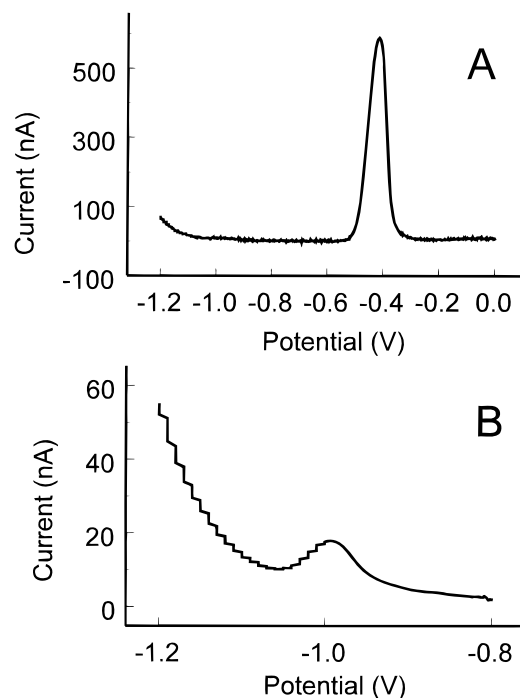 A
Current (nA)
500
300
100
-100
-1.2 -1.0 -0.8 -0.6 -0.4 -0.2 0.0
Potential (V)
B
Current (nA)
60
40
20
0
-1.2 -1.0 -0.8
Potential (V)